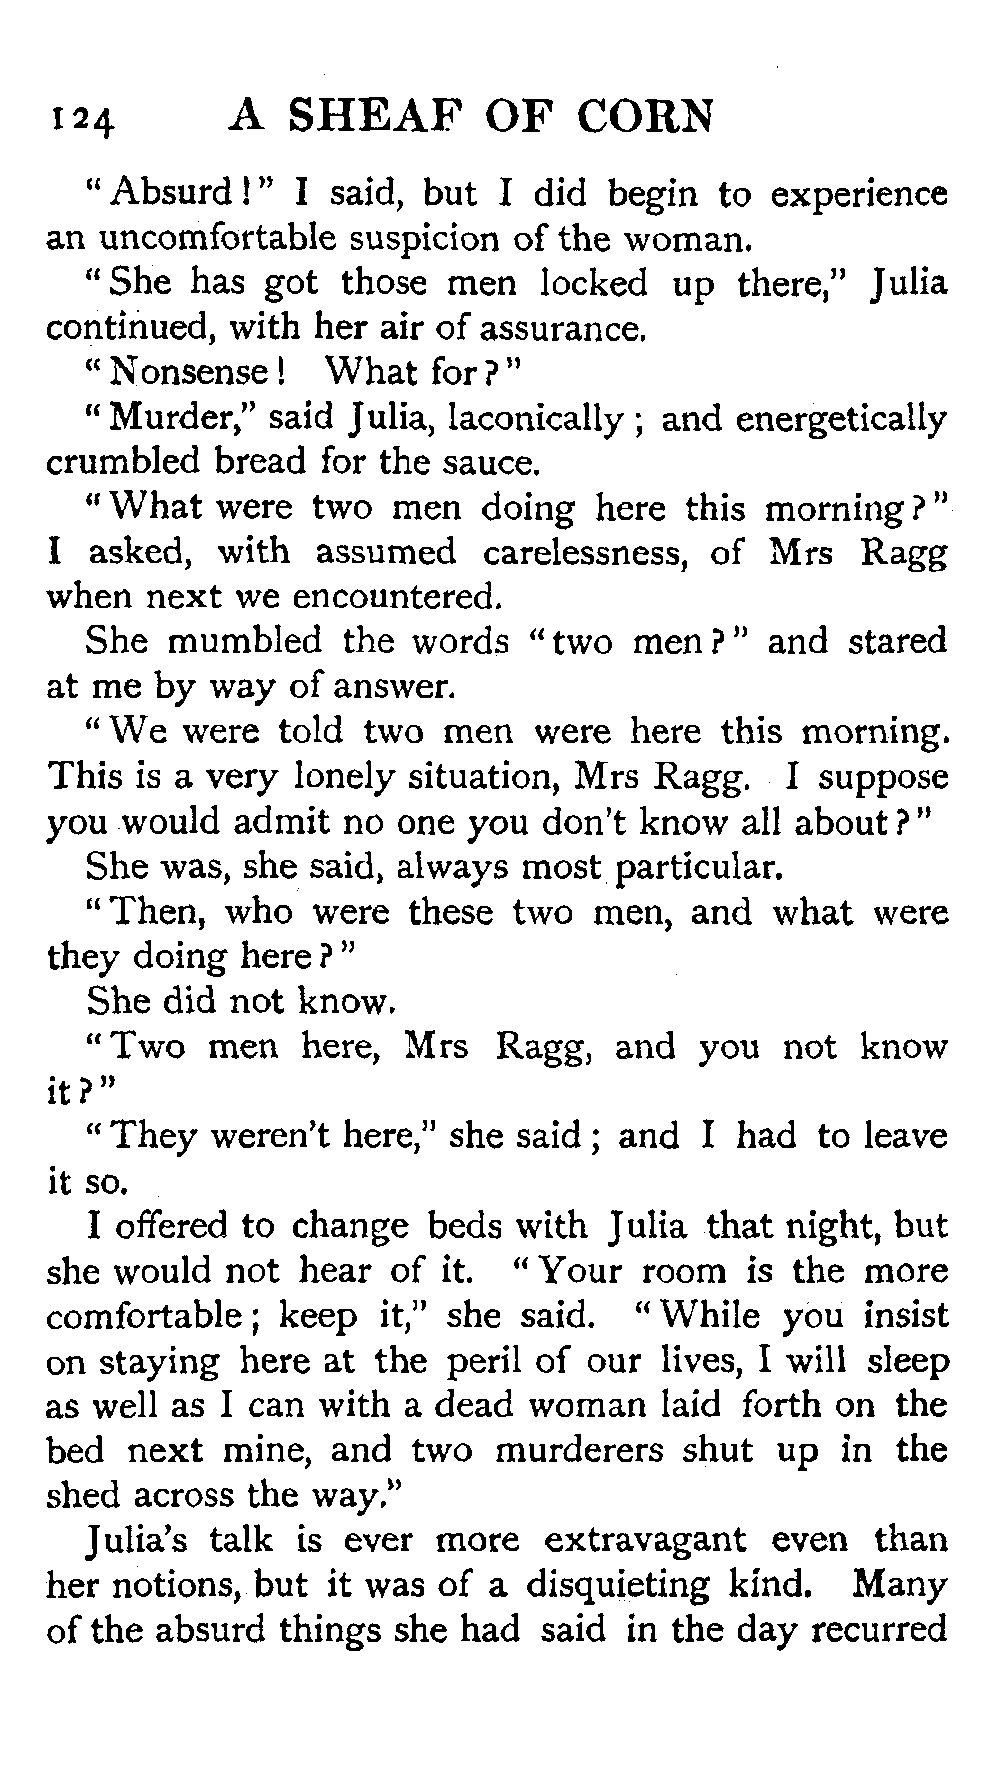 124 A SHEAF OF CORN
"Absurd!" I said, but I did begin to experience
an uncomfortable suspicion of the woman.
"She has got those men locked up there," Julia
continued, with her air of assurance.
"Nonsense! What for?"
"Murder," said Julia, laconically; and energetically
crumbled bread for the sauce.
"What were two men doing here this morning?"
I asked, with assumed carelessness, of Mrs Ragg
when next we encountered.
She mumbled the words "two men?" and stared
at me by way of answer.
"We were told two men were here this morning.
This is a very lonely situation, Mrs Ragg. I suppose
you would admit no one you don't know all about?"
She was, she said, always most particular.
"Then, who were these two men, and what were
they doing here?"
She did not know.
"Two men here, Mrs Ragg, and you not know
it?"
"They weren't here," she said; and I had to leave
it so.
I offered to change beds with Julia that night, but
she would not hear of it. "Your room is the more
comfortable; keep it," she said. "While you insist
on staying here at the peril of our lives, I will sleep
as well as I can with a dead woman laid forth on the
bed next mine, and two murderers shut up in the
shed across the way."
Julia's talk is ever more extravagant even than
her notions, but it was of a disquieting kind. Many
of the absurd things she had said in the day recurred